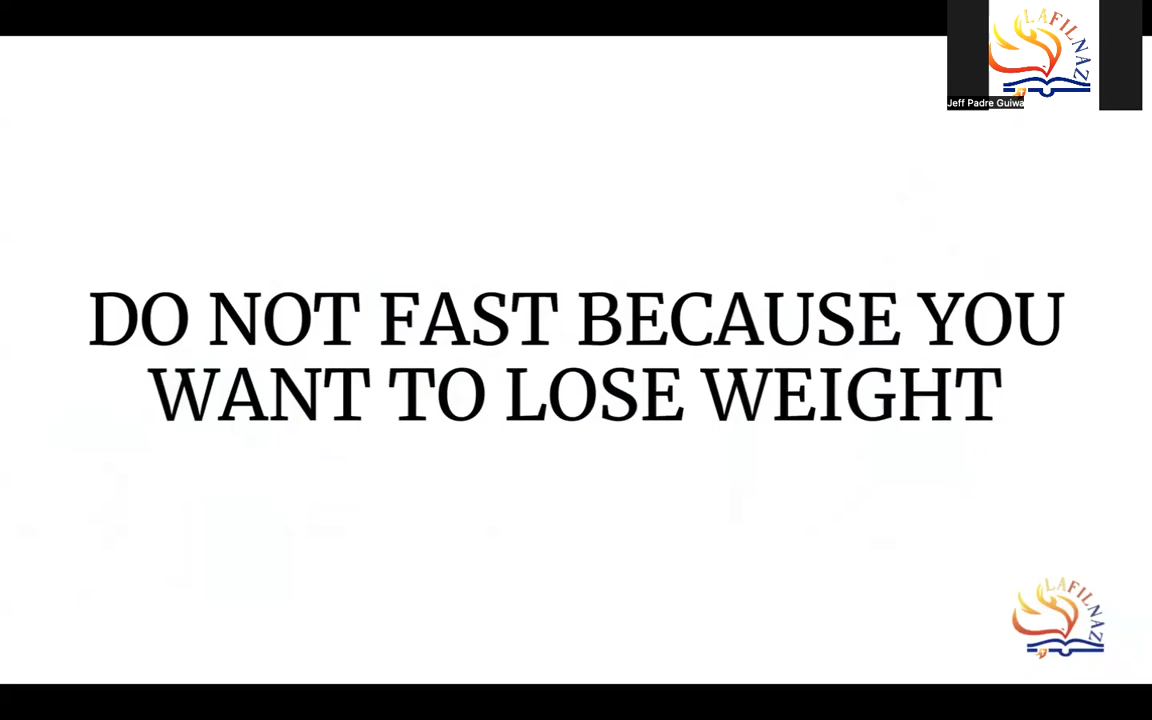 LAFILNAZ
Jeff Padre Guiwa
DO NOT FAST BECAUSE YOU
WANT TO LOSE WEIGHT
LAFILNAZ